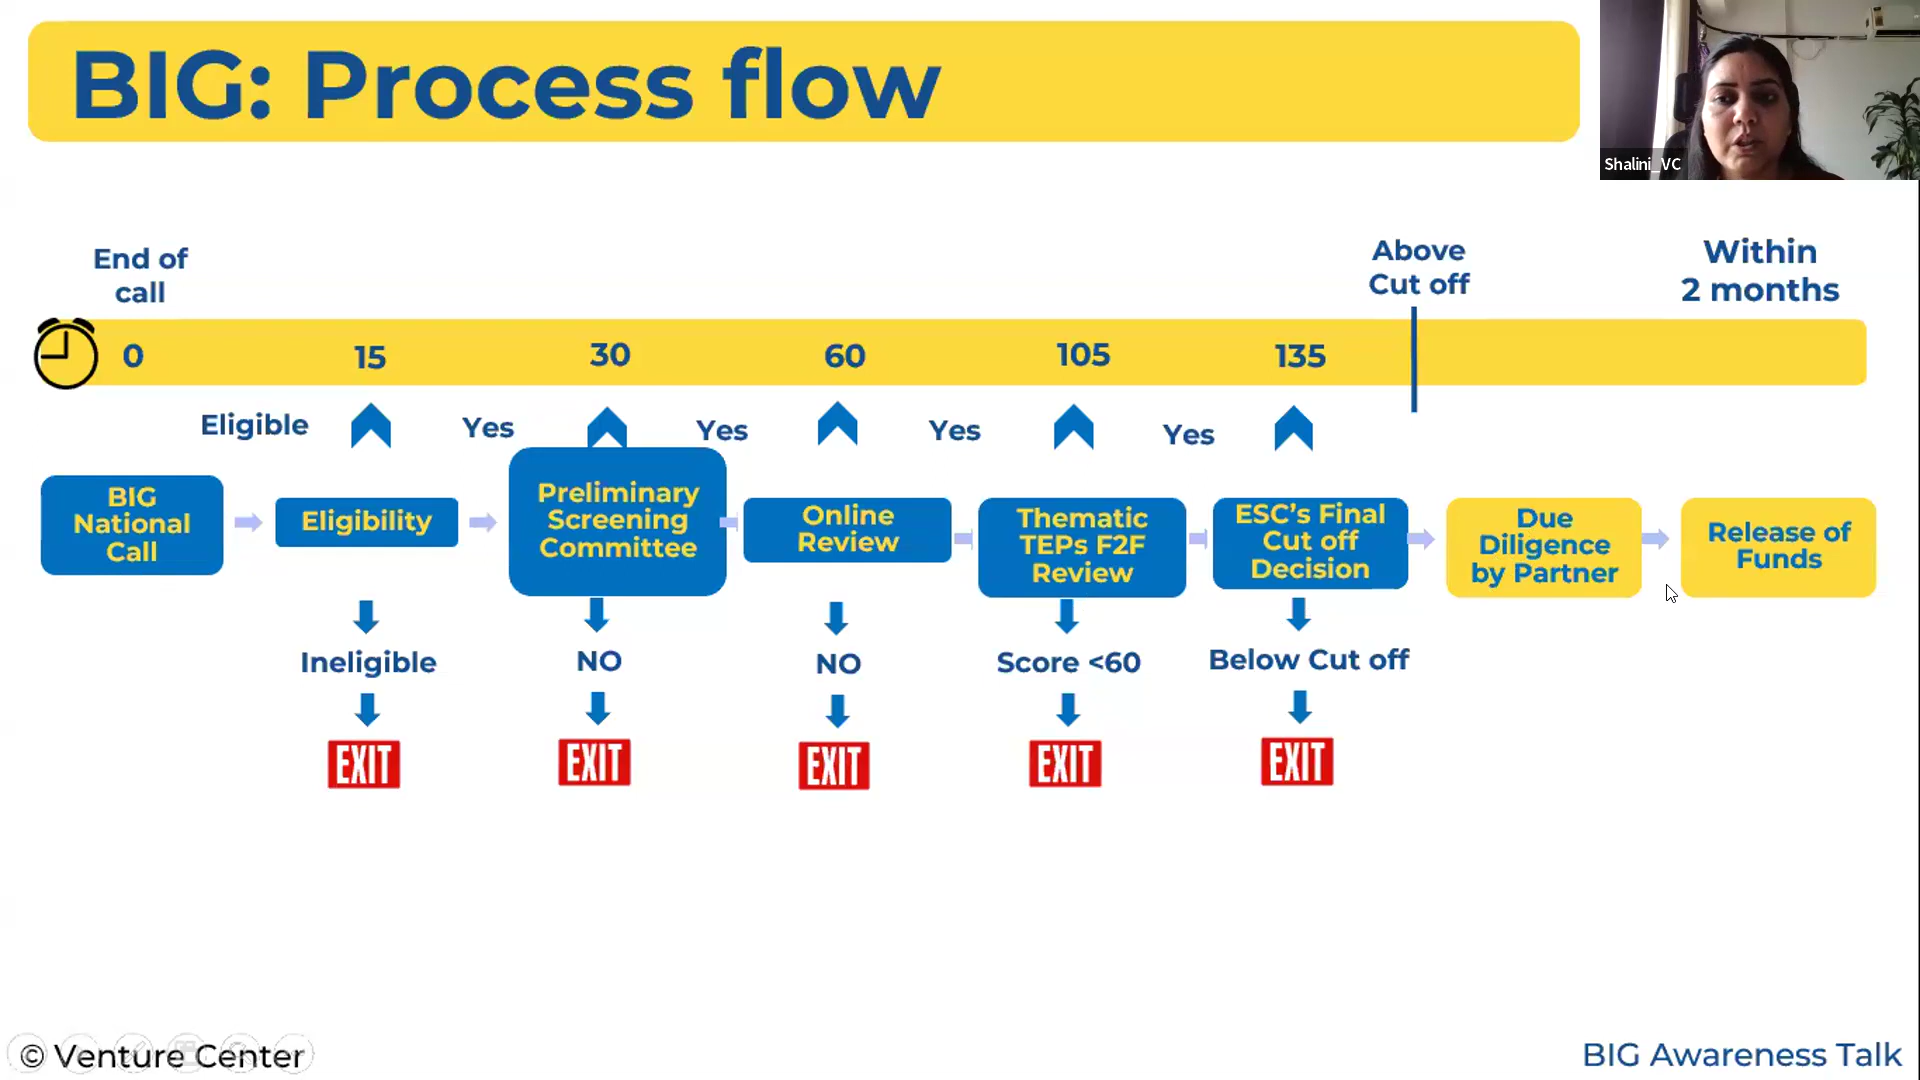 BIG: Process flow
Shalini_VC
End of
call
Above
Cut off
Within
2 months
0
15
30
60
105
135
Eligible
Yes
Yes
Yes
Yes
BIG
National
Call
Eligibility
Preliminary
Screening
Committee
Online
Review
Thematic
TEPs F2F
Review
ESC's Final
Cut off
Decision
Due
Diligence
by Partner
Release of
Funds
Ineligible
NO
NO
Score <60
Below Cut off
EXIT
EXIT
EXIT
EXIT
EXIT
© Venture Center
BIG Awareness Talk